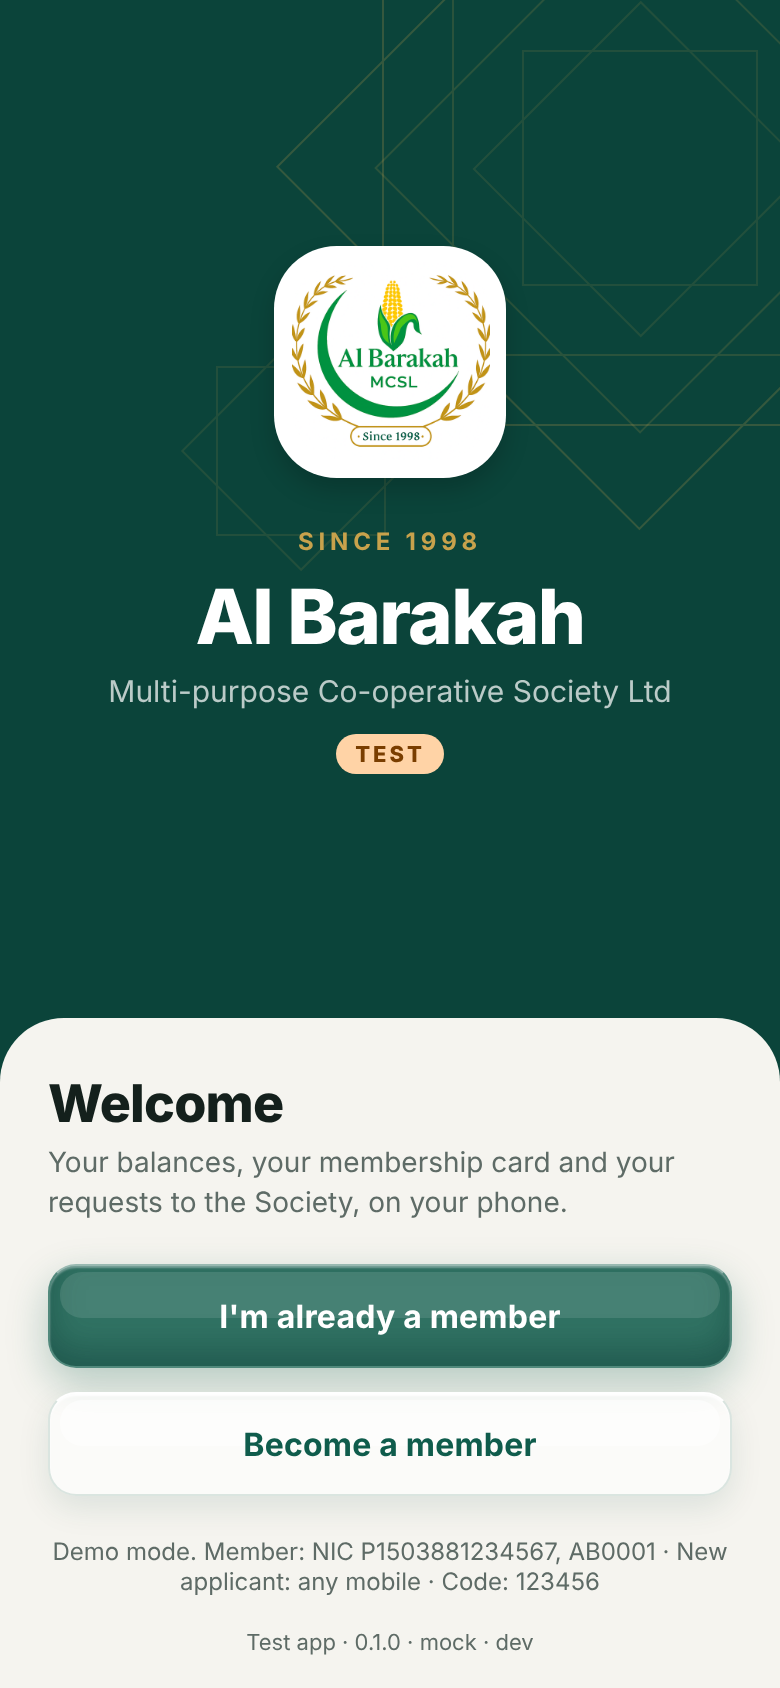 Al Barakah
MCSL
Since 1998
SINCE 1998
Al Barakah
Multi-purpose Co-operative Society Ltd
TEST
Welcome
Your balances, your membership card and your
requests to the Society, on your phone.
I'm already a member
Become a member
Demo mode. Member: NIC P1503881234567, AB0001 · New
applicant: any mobile · Code: 123456
Test app · 0.1.0 · mock · dev